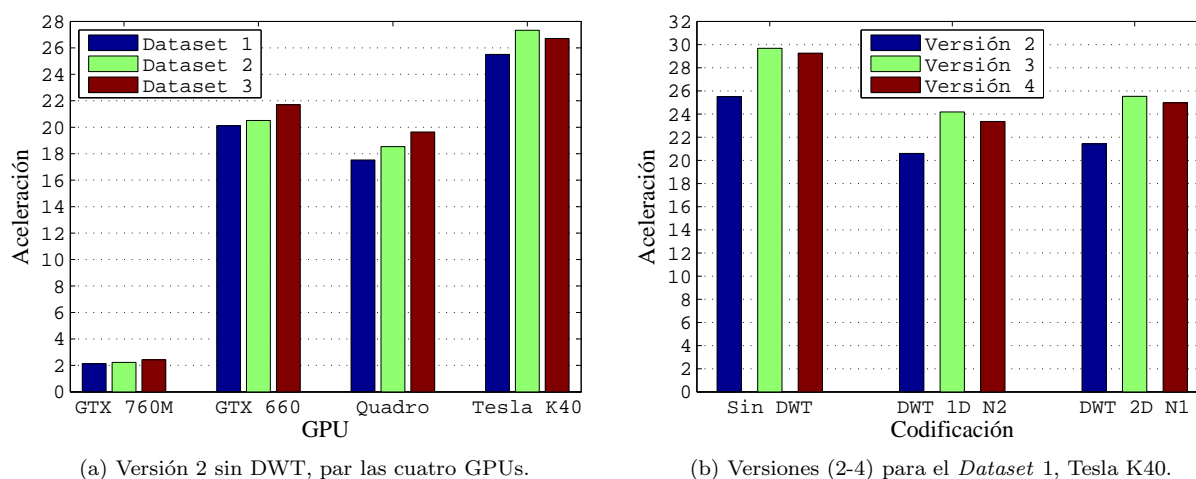 28
26
24
22
20
18
16
14
12
10
8
6
4
2
0
Aceleración
Dataset 1
Dataset 2
Dataset 3
GTX 760M GTX 660 Quadro Tesla K40
GPU
(a) Versión 2 sin DWT, par las cuatro GPUs.
32
30
28
26
24
22
20
18
16
14
12
10
8
6
4
2
0
Aceleración
Versión 2
Versión 3
Versión 4
Sin DWT DWT 1D N2 DWT 2D N1
Codificación
(b) Versiones (2-4) para el Dataset 1, Tesla K40.